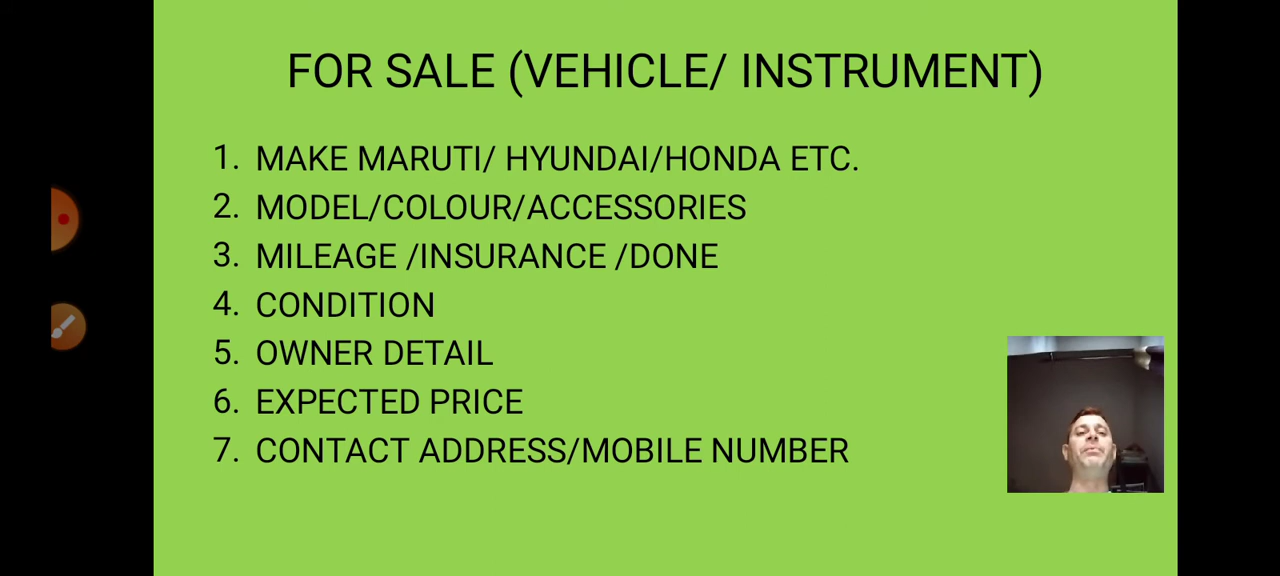 FOR SALE (VEHICLE/ INSTRUMENT)
1. MAKE MARUTI/ HYUNDAI/HONDA ETC.
2. MODEL/COLOUR/ACCESSORIES
3. MILEAGE /INSURANCE /DONE
4. CONDITION
5. OWNER DETAIL
6. EXPECTED PRICE
7. CONTACT ADDRESS/MOBILE NUMBER